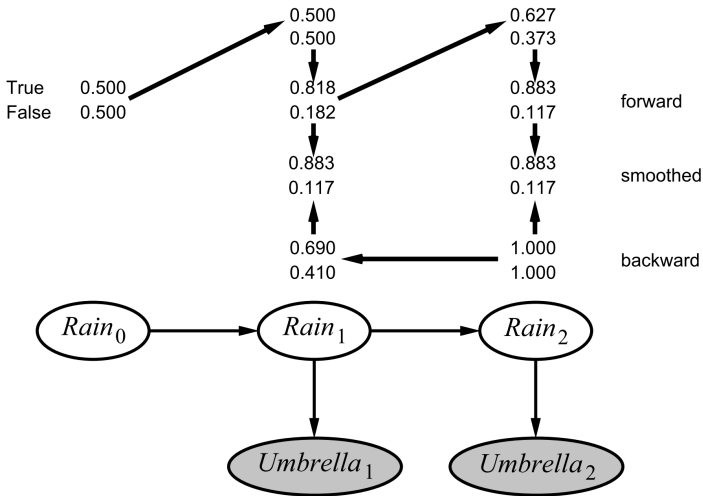 0.500 0.627
0.500 0.373
True 0.500 0.818 0.883
False 0.500 0.182 0.117 forward
0.883 0.883
0.117 0.117 smoothed
0.690 1.000
0.410 1.000 backward
Rain0 Rain1 Rain2
Umbrella1 Umbrella2